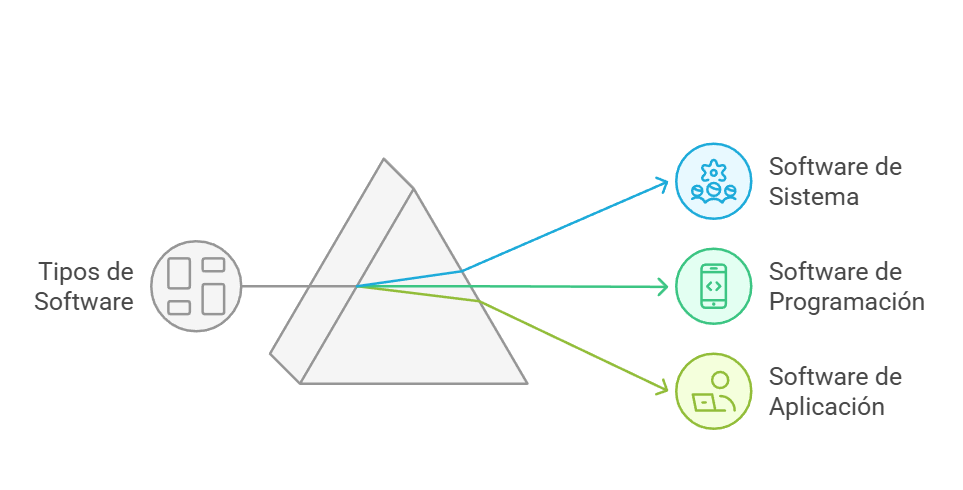 Tipos de
Software
Software de
Sistema
Software de
Programación
Software de
Aplicación